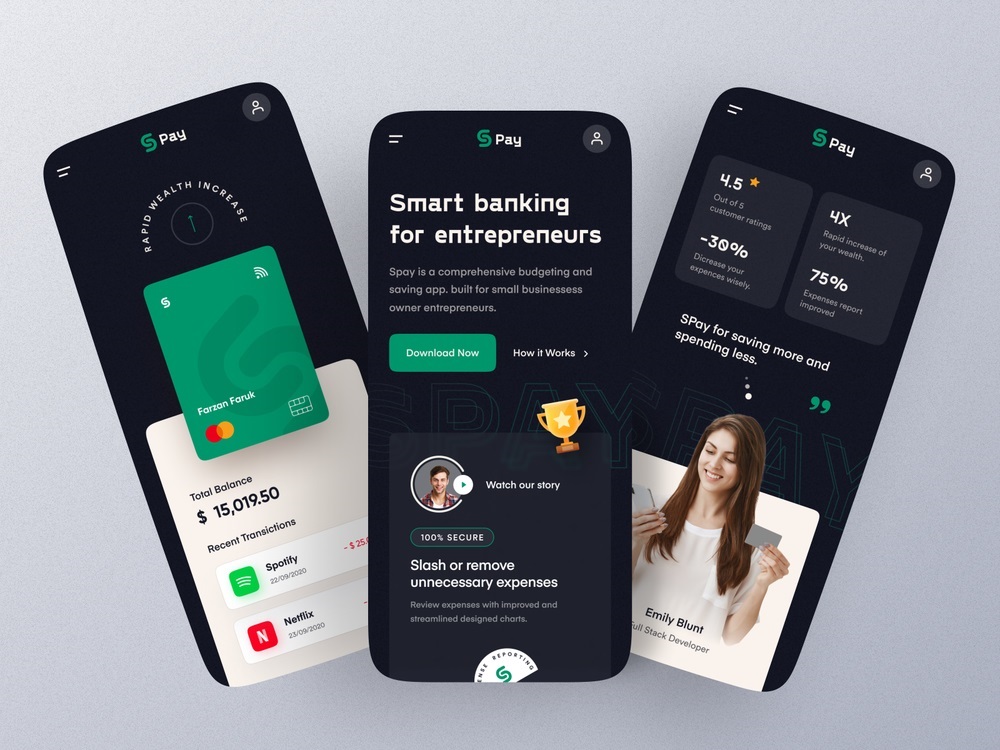 Pay
RAPID WEALTH INCREASE
Farzan Faruk
Total Balance
$ 15,019.50
Recent Transictions
Spotify
22/09/2020
Netflix
23/09/2020
Pay
Smart banking
for entrepreneurs
Spay is a comprehensive budgeting and
saving app. built for small businessess
owner entrepreneurs.
Download Now
How it Works
SPAY
Watch our story
100% SECURE
Slash or remove
unnecessary expenses
Review expenses with improved and
streamlined designed charts.
REPORTING
Pay
4.5
Out of 5
customer ratings
-30%
Dicrease your
expences wisely.
4X
Rapid increase of
your wealth.
75%
Expenses report
improved
SPay for saving more and
spending less.
Emily Blunt
Full Stack Developer